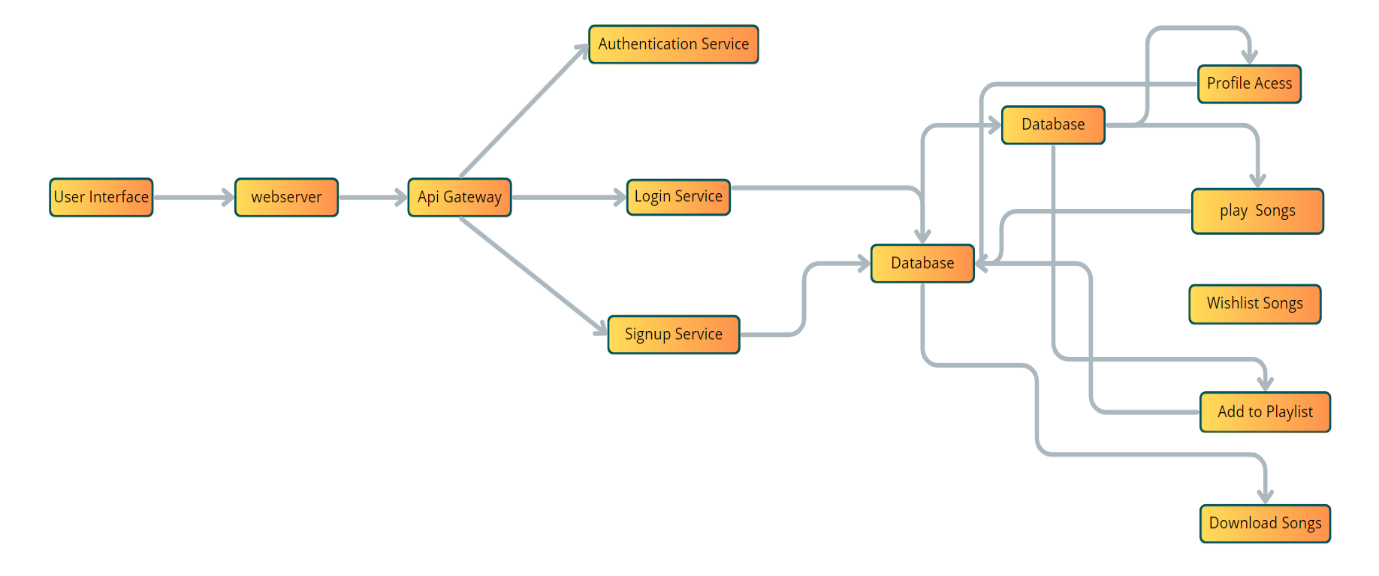 Authentication Service
Profile Acess
Database
User Interface
webserver
Api Gateway
Login Service
play Songs
Database
Wishlist Songs
Signup Service
Add to Playlist
Download Songs